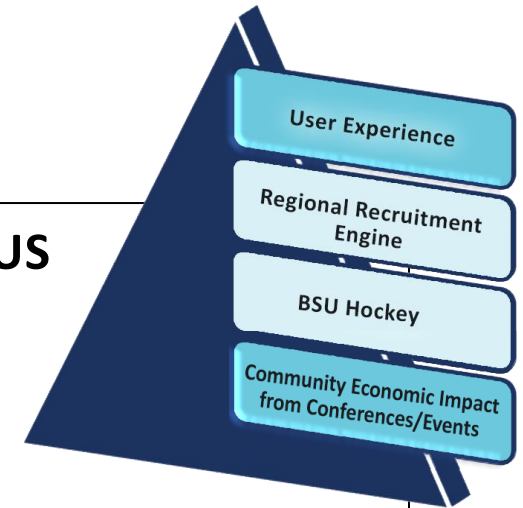 User Experience
Regional Recruitment
Engine
US
BSU Hockey
Community Economic Impact
from Conferences/Events